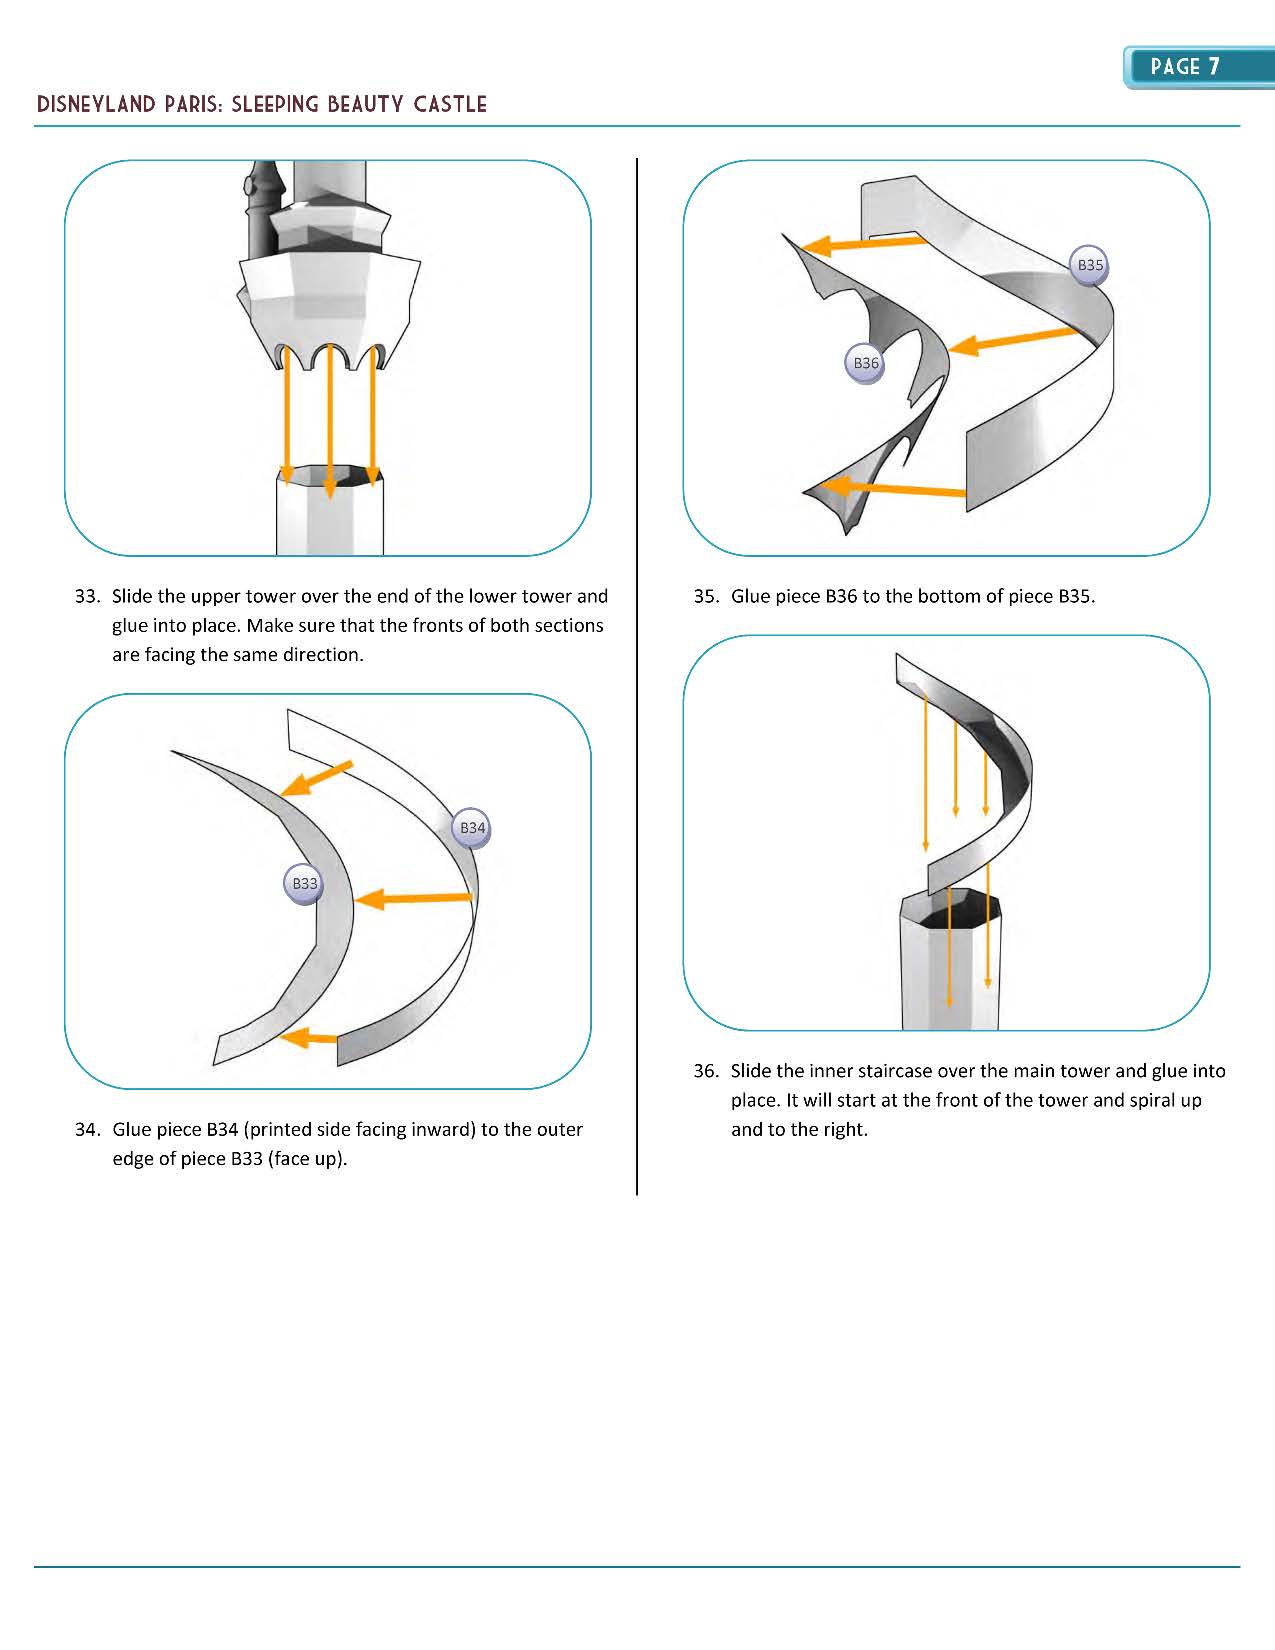 PAGE 7
DISNEYLAND PARIS: SLEEPING BEAUTY CASTLE
33. Slide the upper tower over the end of the lower tower and
glue into place. Make sure that the fronts of both sections
are facing the same direction.
B34
B33
34. Glue piece B34 (printed side facing inward) to the outer
edge of piece B33 (face up).
B35
B36
35. Glue piece B36 to the bottom of piece B35.
36. Slide the inner staircase over the main tower and glue into
place. It will start at the front of the tower and spiral up
and to the right.